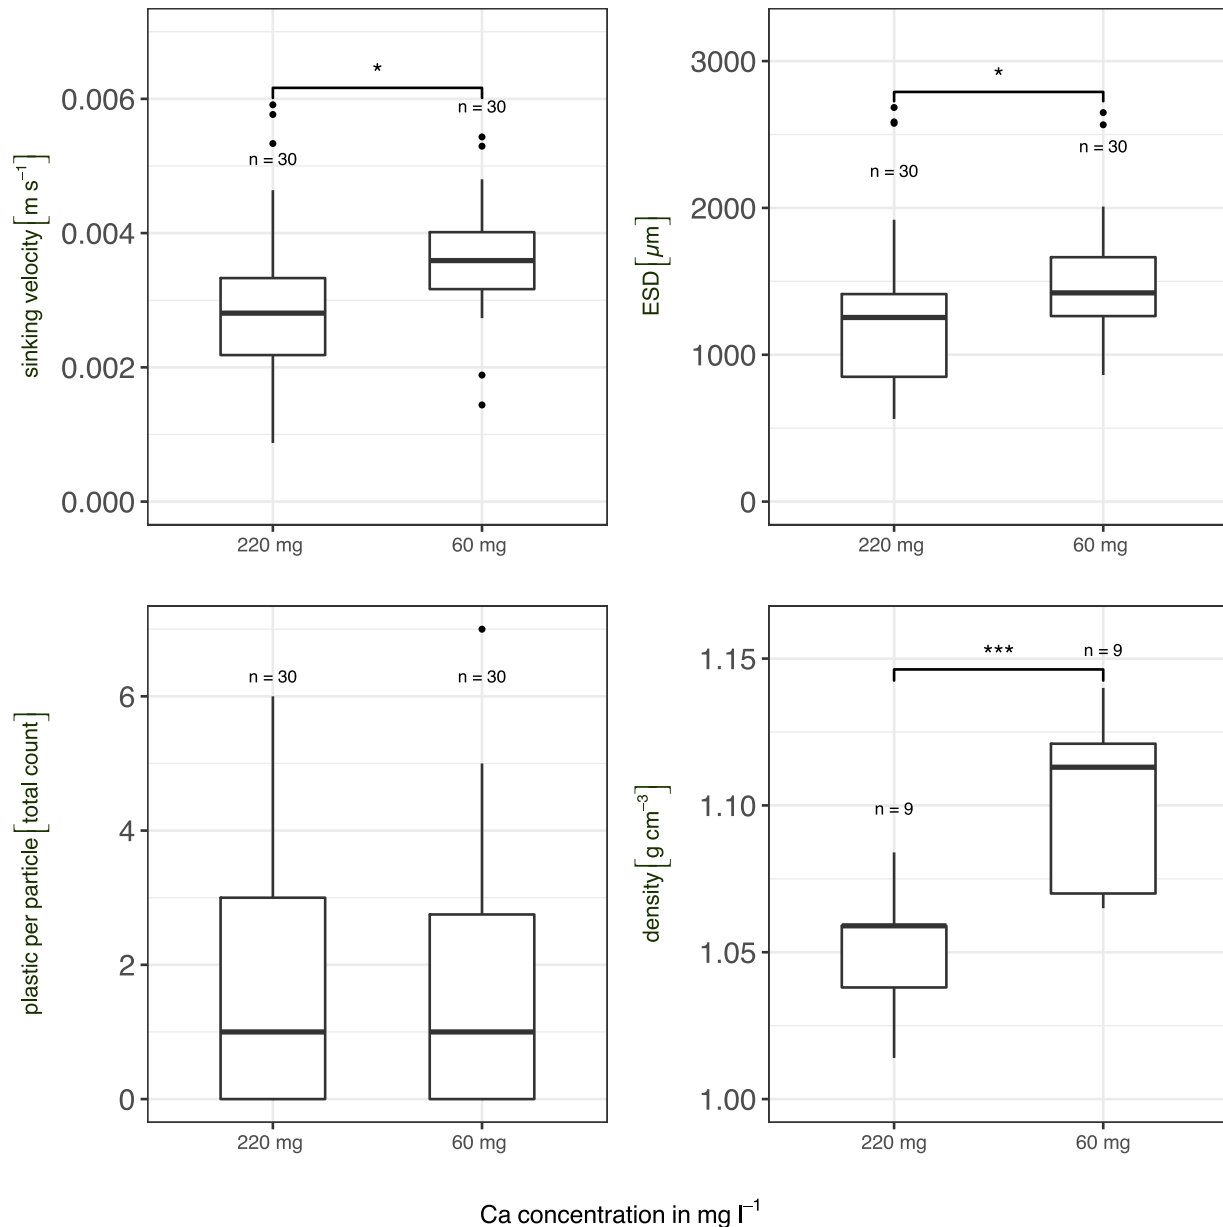 *
0.006
n = 30
n = 30
0.004
0.002
0.000
sinking velocity [m s⁻¹]
220 mg
60 mg
*
3000
n = 30
n = 30
2000
1000
0
ESD [µm]
220 mg
60 mg
n = 30
n = 30
6
4
2
0
plastic per particle [total count]
220 mg
60 mg
***
n = 9
1.15
n = 9
1.10
1.05
1.00
density [g cm⁻³]
220 mg
60 mg
Ca concentration in mg l⁻¹